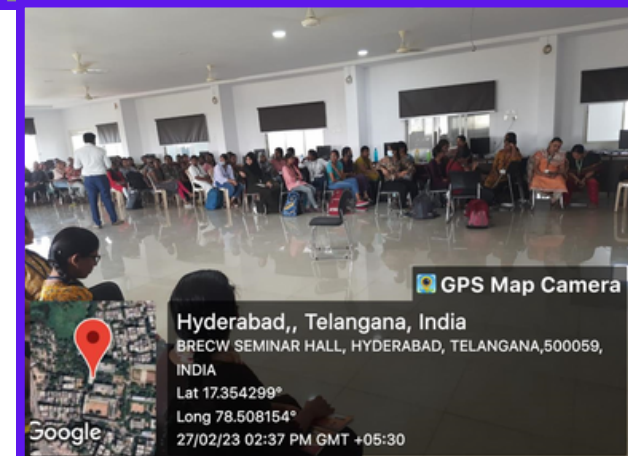 GPS Map Camera
Hyderabad,, Telangana, India
BRECW SEMINAR HALL, HYDERABAD, TELANGANA,500059,
INDIA
Lat 17.354299°
Long 78.508154°
27/02/23 02:37 PM GMT +05:30
Google